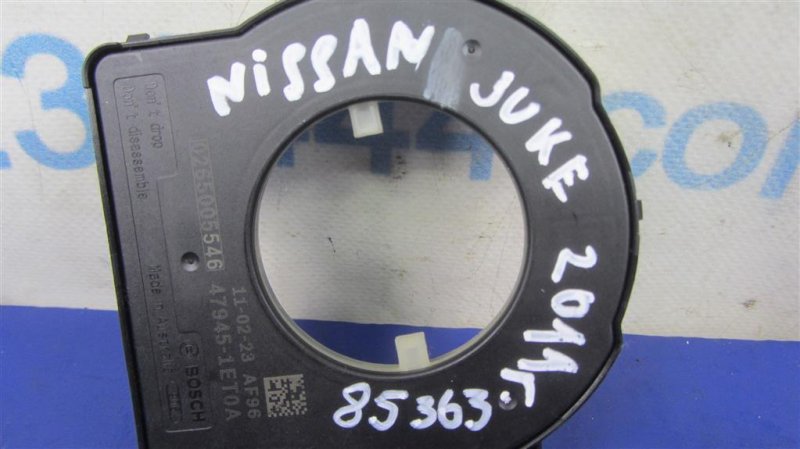 NISSAN JUKE 2011г
85363
Don't drop
Don't disassemble
0265005546 47945-1ET0A
11-02-23 AF96
Made in
BOSCH